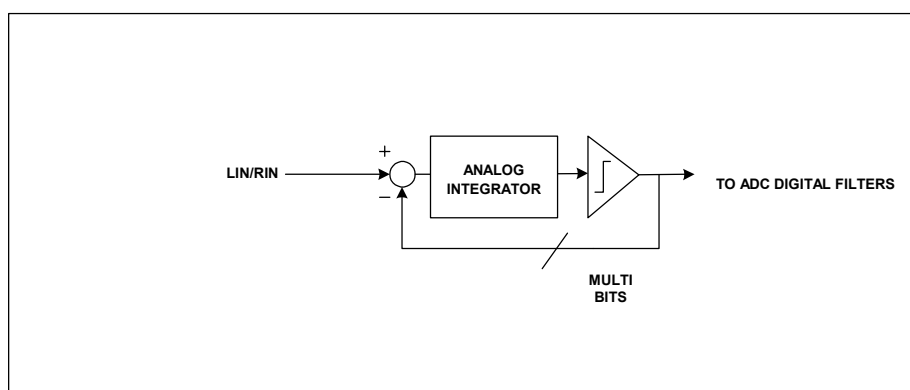 +
LIN/RIN
ANALOG
INTEGRATOR
TO ADC DIGITAL FILTERS
−
MULTI
BITS